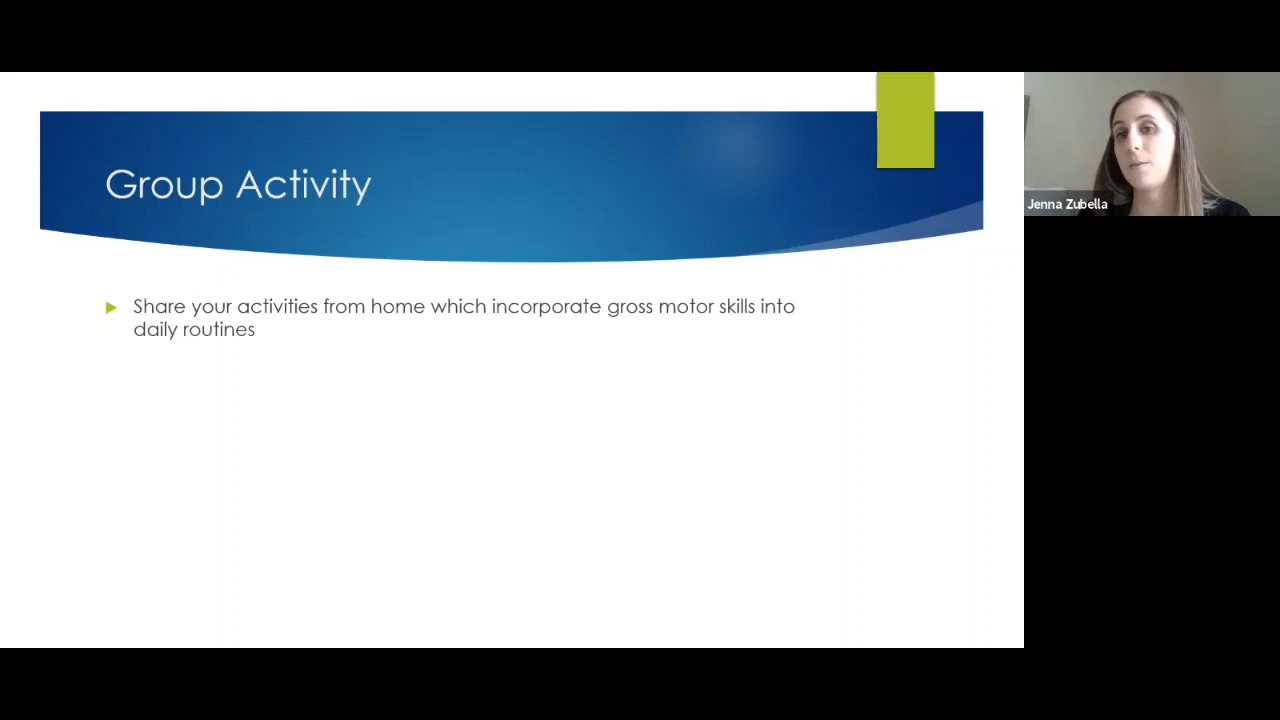 Group Activity
Share your activities from home which incorporate gross motor skills into
daily routines
Jenna Zubella